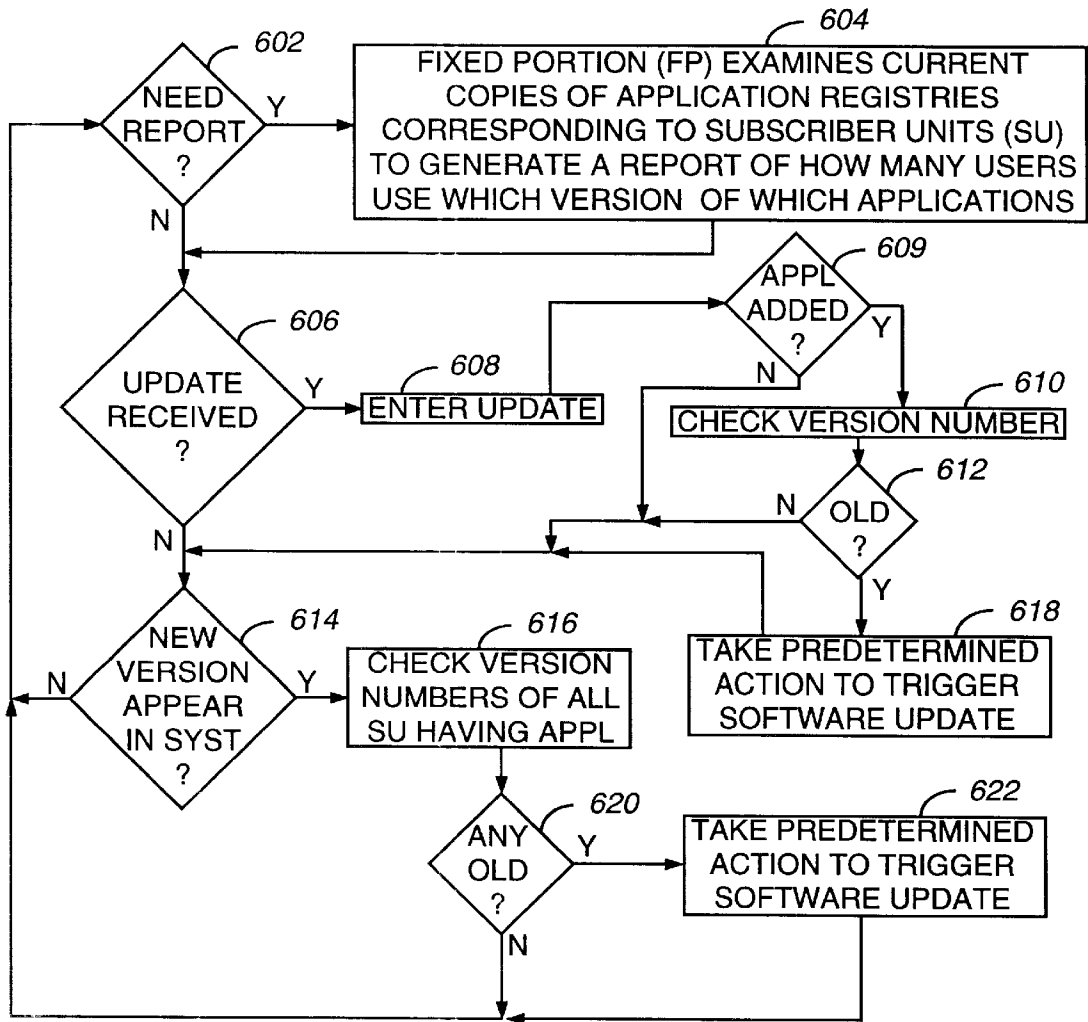 602
NEED
REPORT
?
Y
N
604
FIXED PORTION (FP) EXAMINES CURRENT
COPIES OF APPLICATION REGISTRIES
CORRESPONDING TO SUBSCRIBER UNITS (SU)
TO GENERATE A REPORT OF HOW MANY USERS
USE WHICH VERSION OF WHICH APPLICATIONS
606
UPDATE
RECEIVED
?
Y
N
608
ENTER UPDATE
609
APPL
ADDED
?
Y
N
610
CHECK VERSION NUMBER
612
OLD
?
N
Y
618
TAKE PREDETERMINED
ACTION TO TRIGGER
SOFTWARE UPDATE
614
NEW
VERSION
APPEAR
IN SYST
?
N
Y
616
CHECK VERSION
NUMBERS OF ALL
SU HAVING APPL
620
ANY
OLD
?
Y
N
622
TAKE PREDETERMINED
ACTION TO TRIGGER
SOFTWARE UPDATE